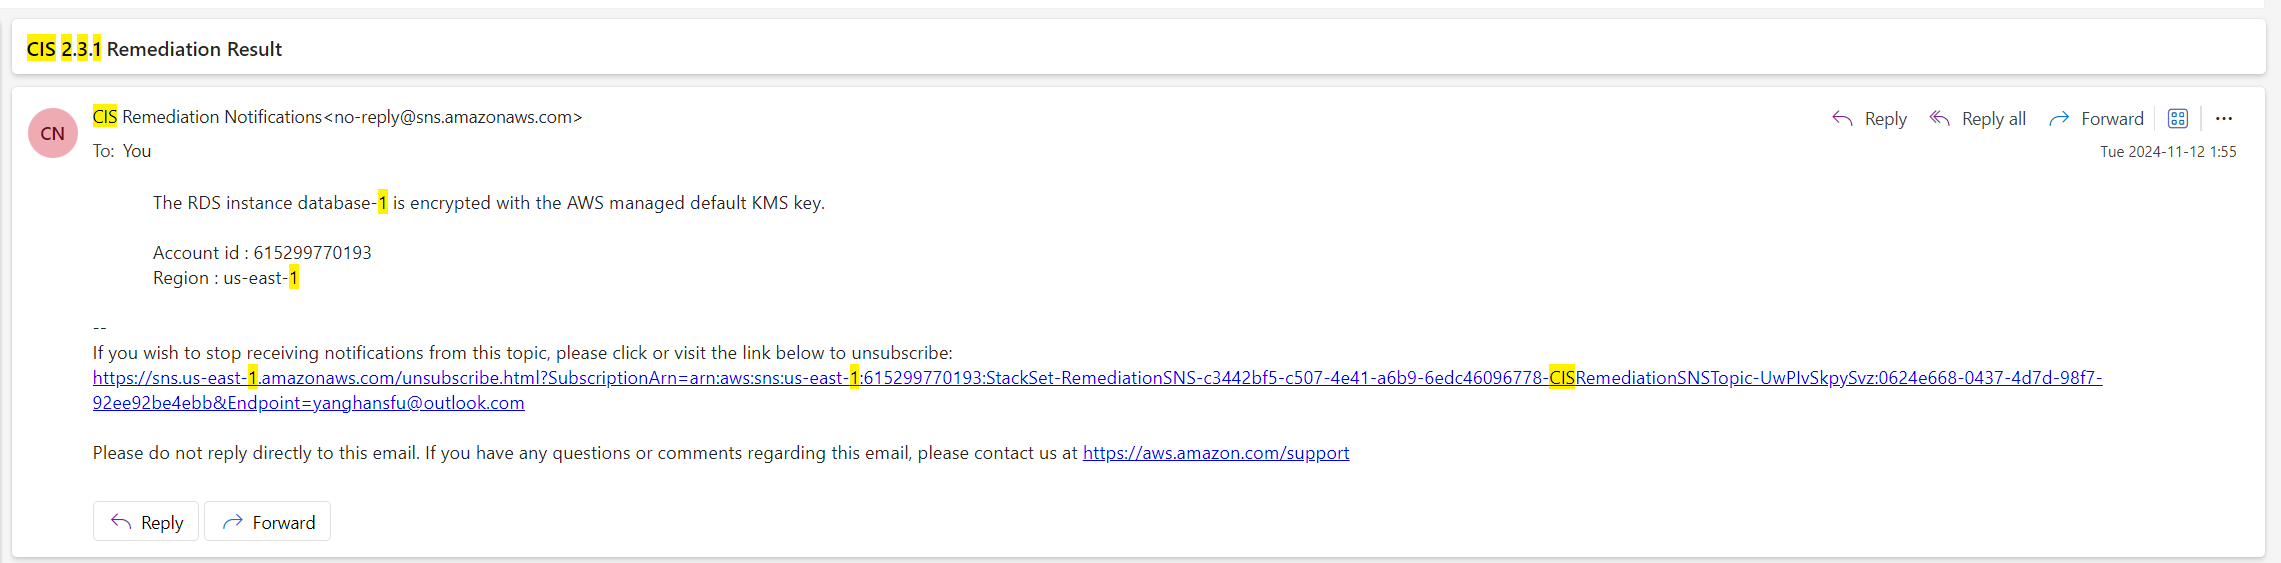 CIS 2.3.1 Remediation Result
CN
CIS Remediation Notifications<no-reply@sns.amazonaws.com>
Reply
Reply all
Forward
To: You
Tue 2024-11-12 1:55
The RDS instance database-1 is encrypted with the AWS managed default KMS key.
Account id : 615299770193
Region : us-east-1
--
If you wish to stop receiving notifications from this topic, please click or visit the link below to unsubscribe:
https://sns.us-east-1.amazonaws.com/unsubscribe.html?SubscriptionArn=arn:aws:sns:us-east-1:615299770193:StackSet-RemediationSNS-c3442bf5-c507-4e41-a6b9-6edc46096778-CISRemediationSNSTopic-UwPIvSkpySvz:0624e668-0437-4d7d-98f7-
92ee92be4ebb&Endpoint=yanghansfu@outlook.com
Please do not reply directly to this email. If you have any questions or comments regarding this email, please contact us at https://aws.amazon.com/support
Reply
Forward